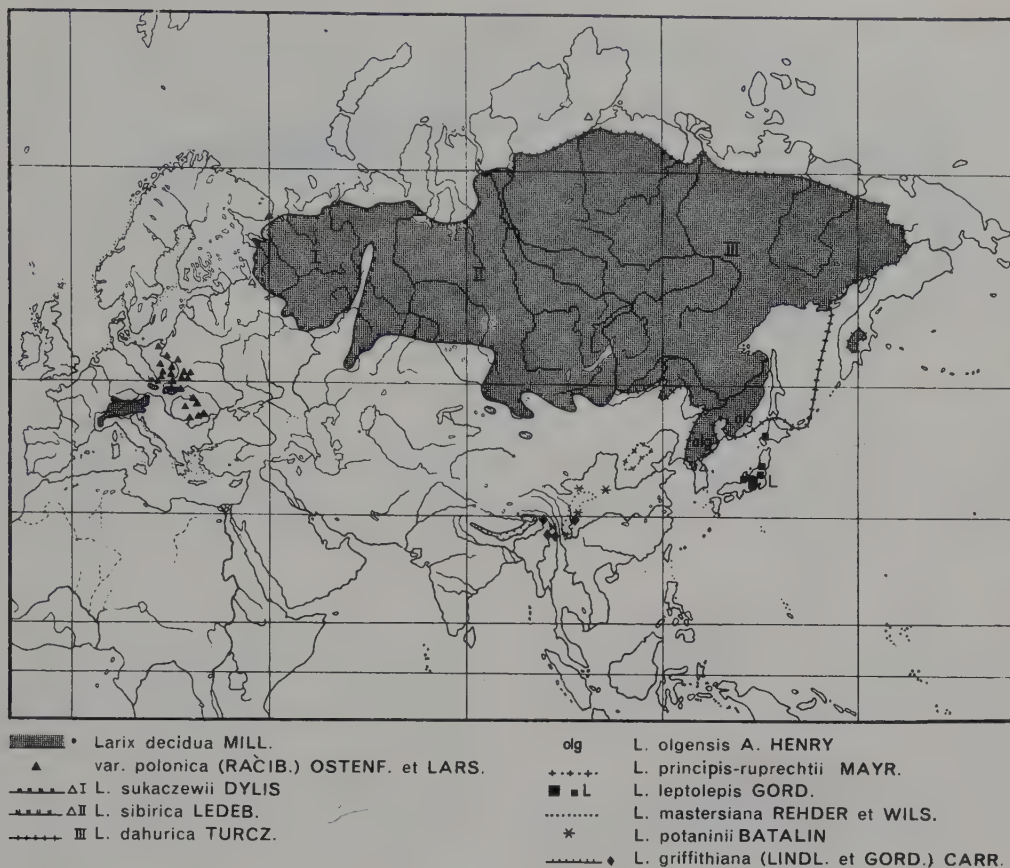 I
II
III
olg
olg
L
Larix decidua MILL.
var. polonica (RACIB.) OSTENF. et LARS.
I L. sukaczewii DYLIS
II L. sibirica LEDEB.
III L. dahurica TURCZ.
olg L. olgensis A. HENRY
L. principis-ruprechtii MAYR.
L L. leptolepis GORD.
L. mastersiana REHDER et WILS.
L. potaninii BATALIN
L. griffithiana (LINDL. et GORD.) CARR.